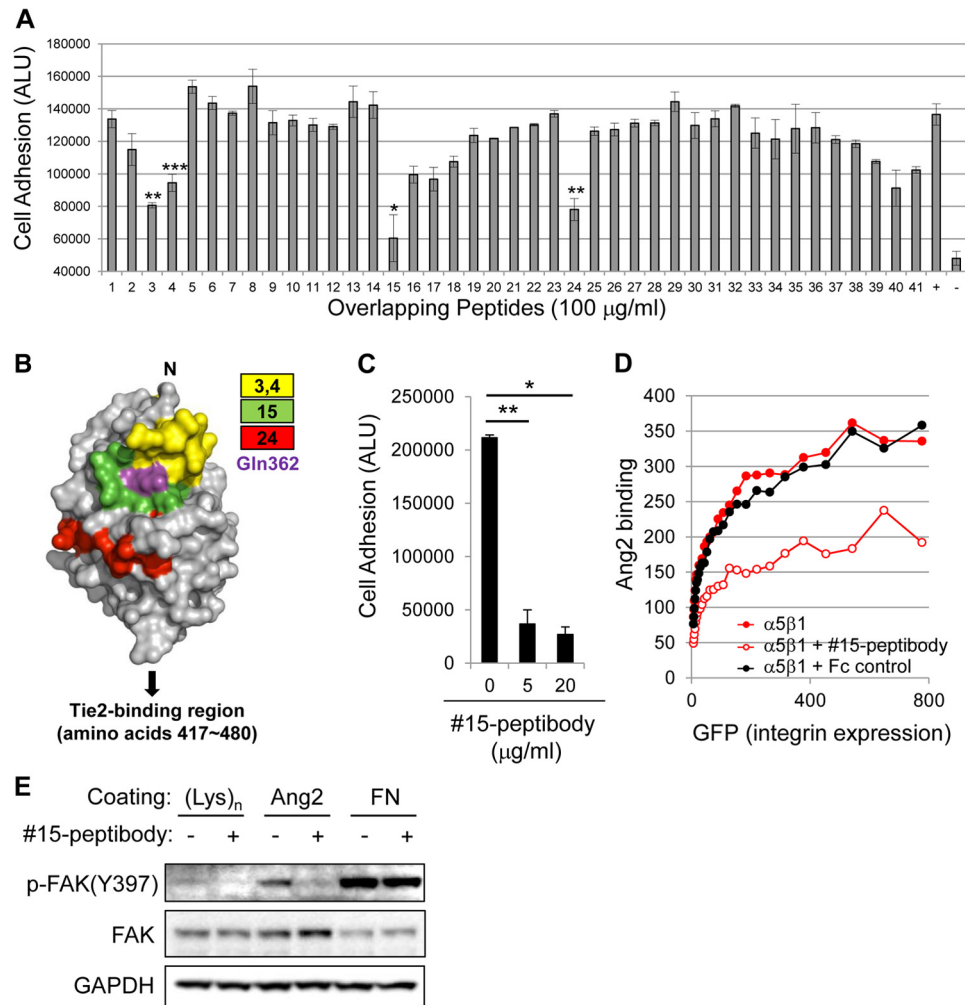 A
Cell Adhesion (ALU)
180000
160000
140000
120000
100000
80000
60000
40000
** *** * **
1 2 3 4 5 6 7 8 9 10 11 12 13 14 15 16 17 18 19 20 21 22 23 24 25 26 27 28 29 30 31 32 33 34 35 36 37 38 39 40 41 + -
Overlapping Peptides (100 μg/ml)
B
N
3,4
15
24
Gln362
Tie2-binding region
(amino acids 417~480)
C
Cell Adhesion (ALU)
250000
200000
150000
100000
50000
0
*
**
0 5 20
#15-peptibody
(μg/ml)
D
Ang2 binding
400
350
300
250
200
150
100
50
0
α5β1
α5β1 + #15-peptibody
α5β1 + Fc control
0 400 800
GFP (integrin expression)
E
Coating: (Lys)n Ang2 FN
#15-peptibody: - + - + - +
p-FAK(Y397)
FAK
GAPDH